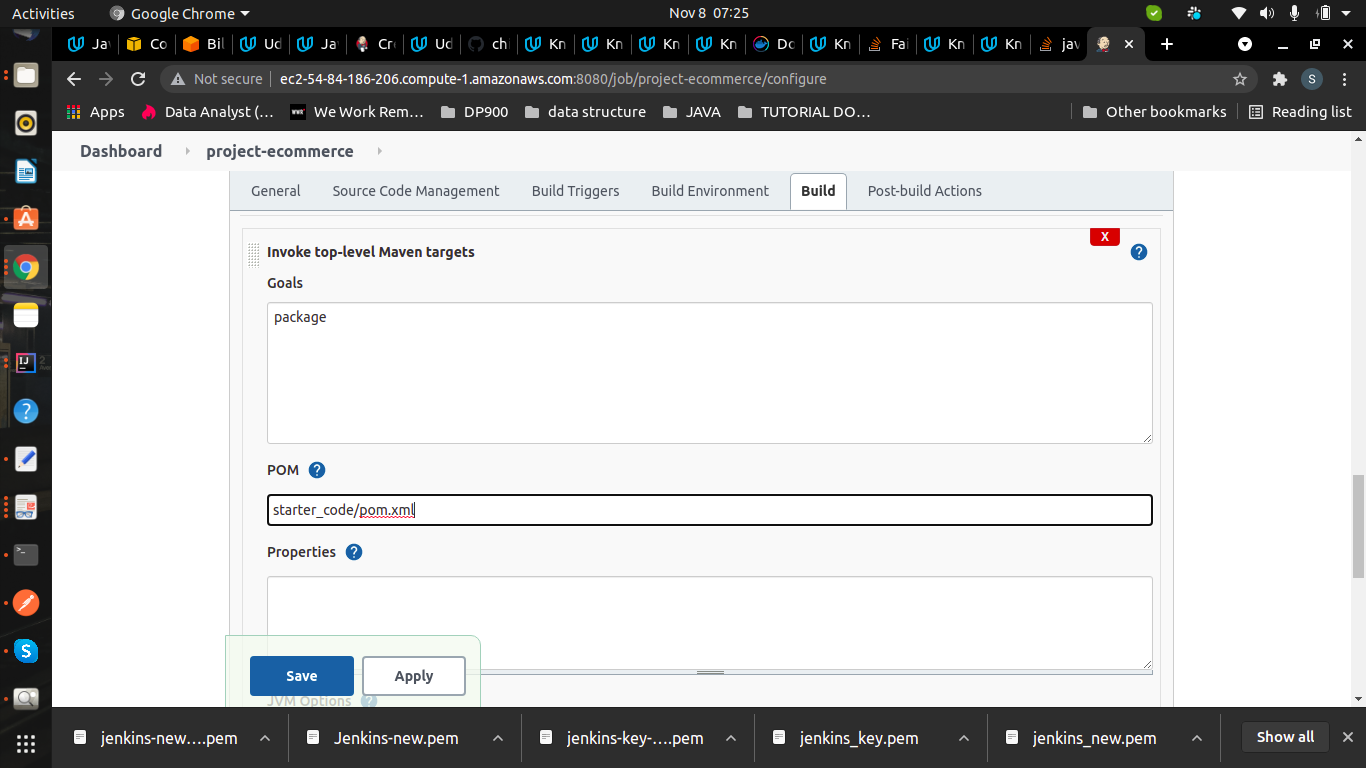 Activities Google Chrome Nov 8 07:25
Jav Co Bil Ud Jav Cre Ud ch Kn Kn Kn Kn Do Kn Fai Kn Kn jav
Not secure ec2-54-84-186-206.compute-1.amazonaws.com:8080/job/project-ecommerce/configure S
Apps Data Analyst (... We Work Rem... DP900 data structure JAVA TUTORIAL DO... Other bookmarks Reading list
Dashboard project-ecommerce
General Source Code Management Build Triggers Build Environment Build Post-build Actions
X
Invoke top-level Maven targets ?
Goals
package
POM ?
starter_code/pom.xml
Properties ?
Save Apply
JVM Options ?
jenkins-new....pem Jenkins-new.pem jenkins-key-....pem jenkins_key.pem jenkins_new.pem Show all